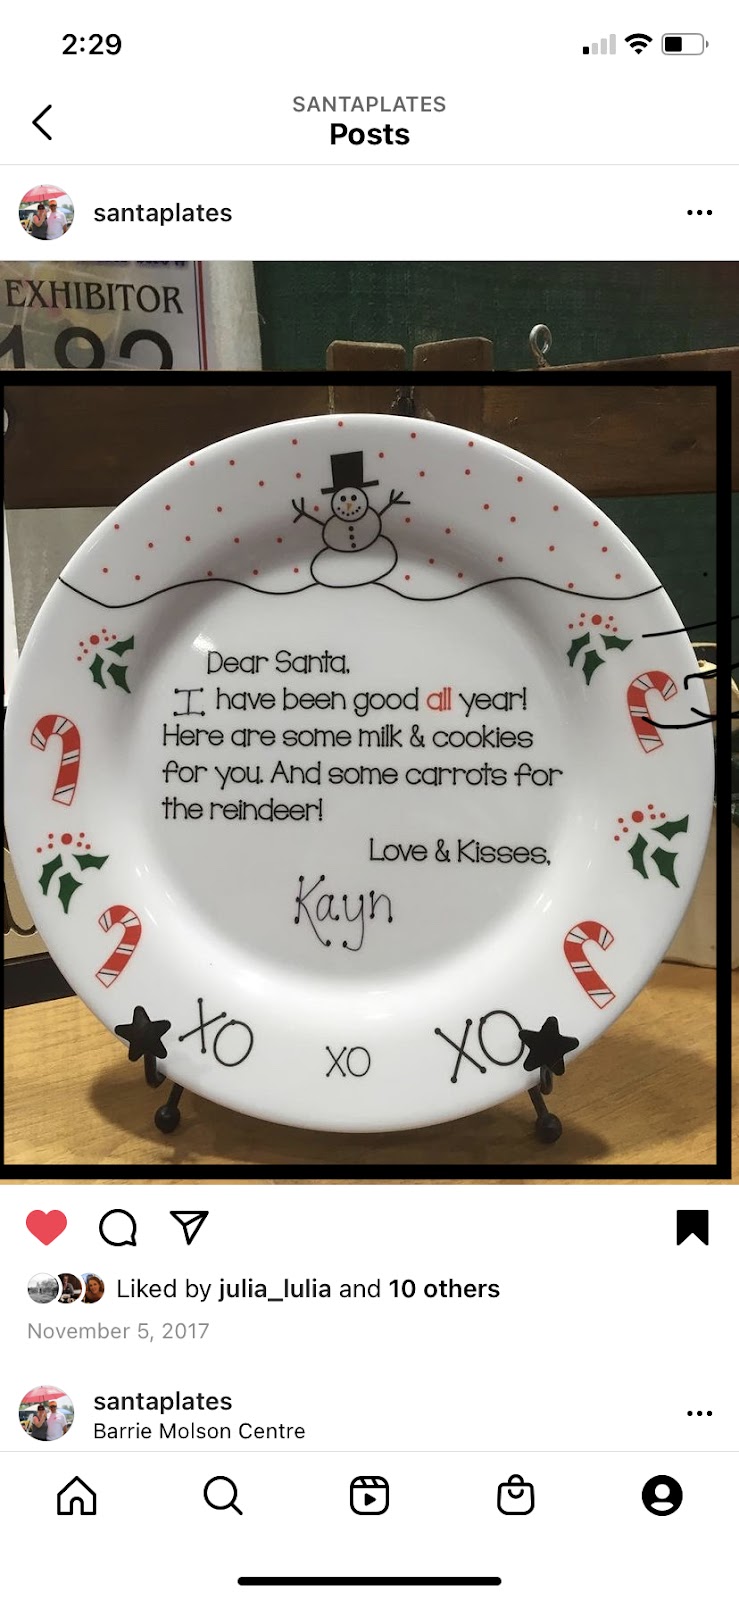 2:29
SANTAPLATES
Posts
santaplates
EXHIBITOR
Dear Santa,
I have been good all year!
Here are some milk & cookies
for you. And some carrots for
the reindeer!
Love & Kisses,
Kayn
XO XO XO
Liked by julia_lulia and 10 others
November 5, 2017
santaplates
Barrie Molson Centre